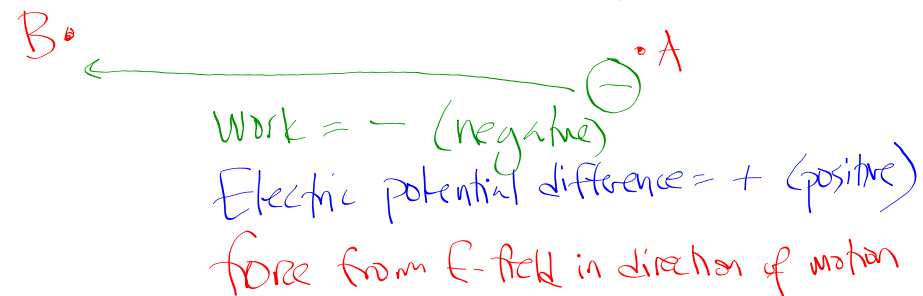 B.
. A
−
Work = − (negative)
Electric potential difference = + (positive)
force from E-field in direction of motion